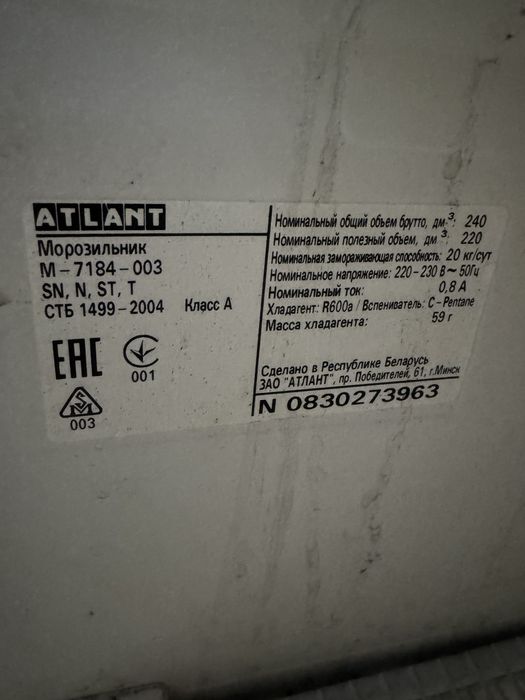 ATLANT
Морозильник
М-7184-003
SN, N, ST, T
СТБ 1499-2004 Класс А
ЕАС
001
003
Номинальный общий объем брутто, дм³: 240
Номинальный полезный объем, дм³: 220
Номинальная замораживающая способность: 20 кг/сут
Номинальное напряжение: 220-230 В ~ 50Гц
Номинальный ток: 0,8 А
Хладагент: R600a / Вспениватель: C-Pentane
Масса хладагента: 59 г
Сделано в Республике Беларусь
ЗАО "АТЛАНТ", пр. Победителей, 61, г.Минск
N 0830273963